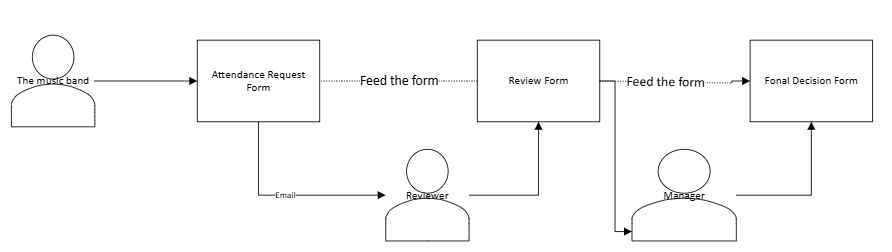 The music band
Attendance Request
Form
Feed the form
Review Form
Feed the form
Fonal Decision Form
Email
Reviewer
Manager